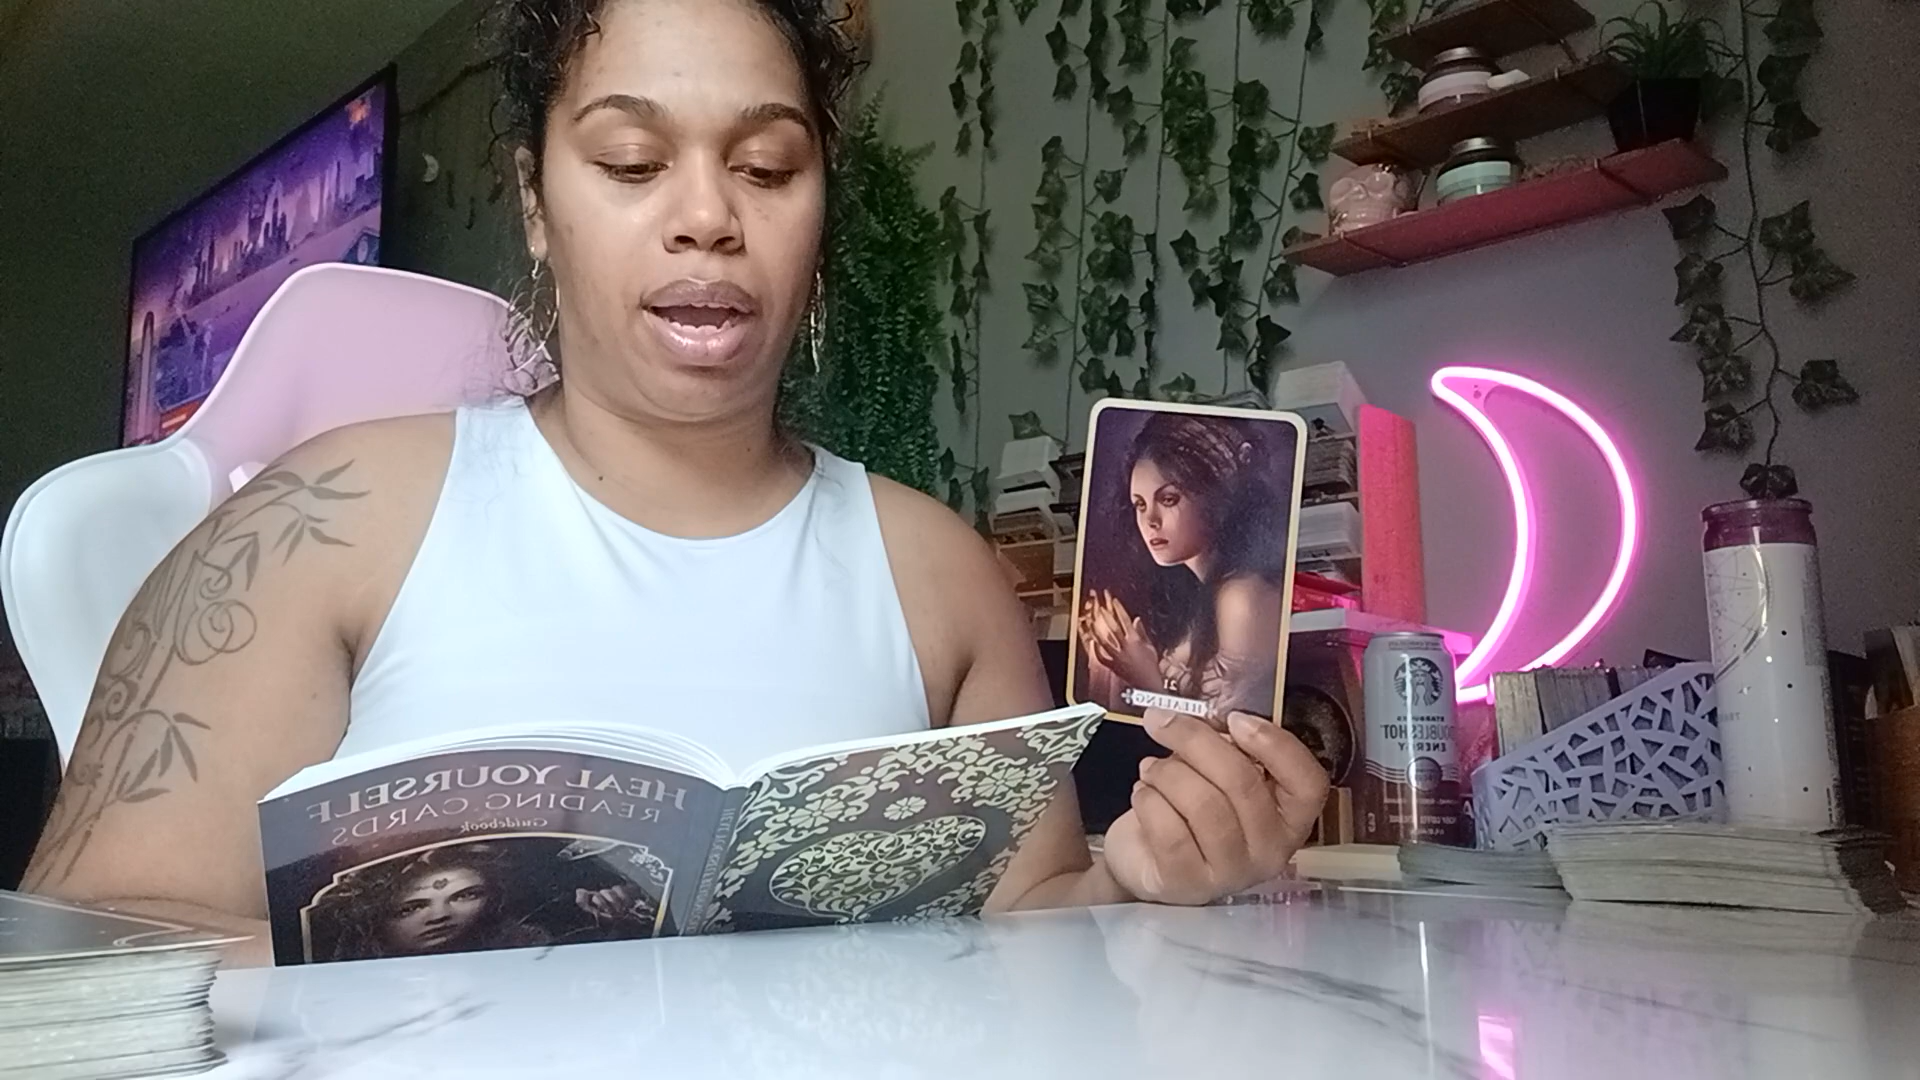 HEAL YOURSELF
READING CARDS
Guidebook
21
HEALING
STARBUCKS
DOUBLESHOT
ENERGY